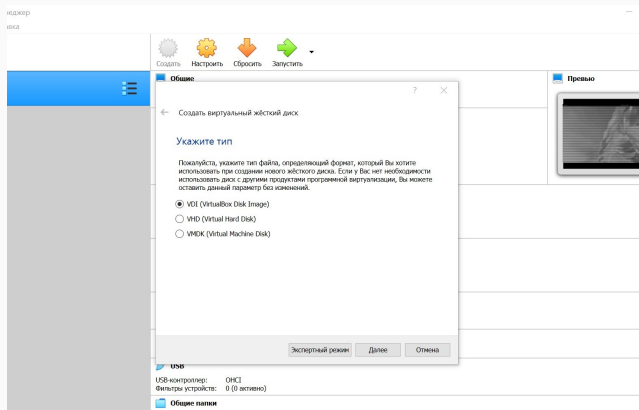 Создать
Настроить
Сбросить
Запустить
Общие
Превью
?
Создать виртуальный жёсткий диск
Укажите тип
Пожалуйста, укажите тип файла, определяющий формат, который Вы хотите
использовать при создании нового жёсткого диска. Если у Вас нет необходимости
использовать диск с другими продуктами программной виртуализации, Вы можете
оставить данный параметр без изменений.
VDI (VirtualBox Disk Image)
VHD (Virtual Hard Disk)
VMDK (Virtual Machine Disk)
Экспертный режим
Далее
Отмена
USB
USB-контроллер: OHCI
Фильтры устройств: 0 (0 активно)
Общие папки